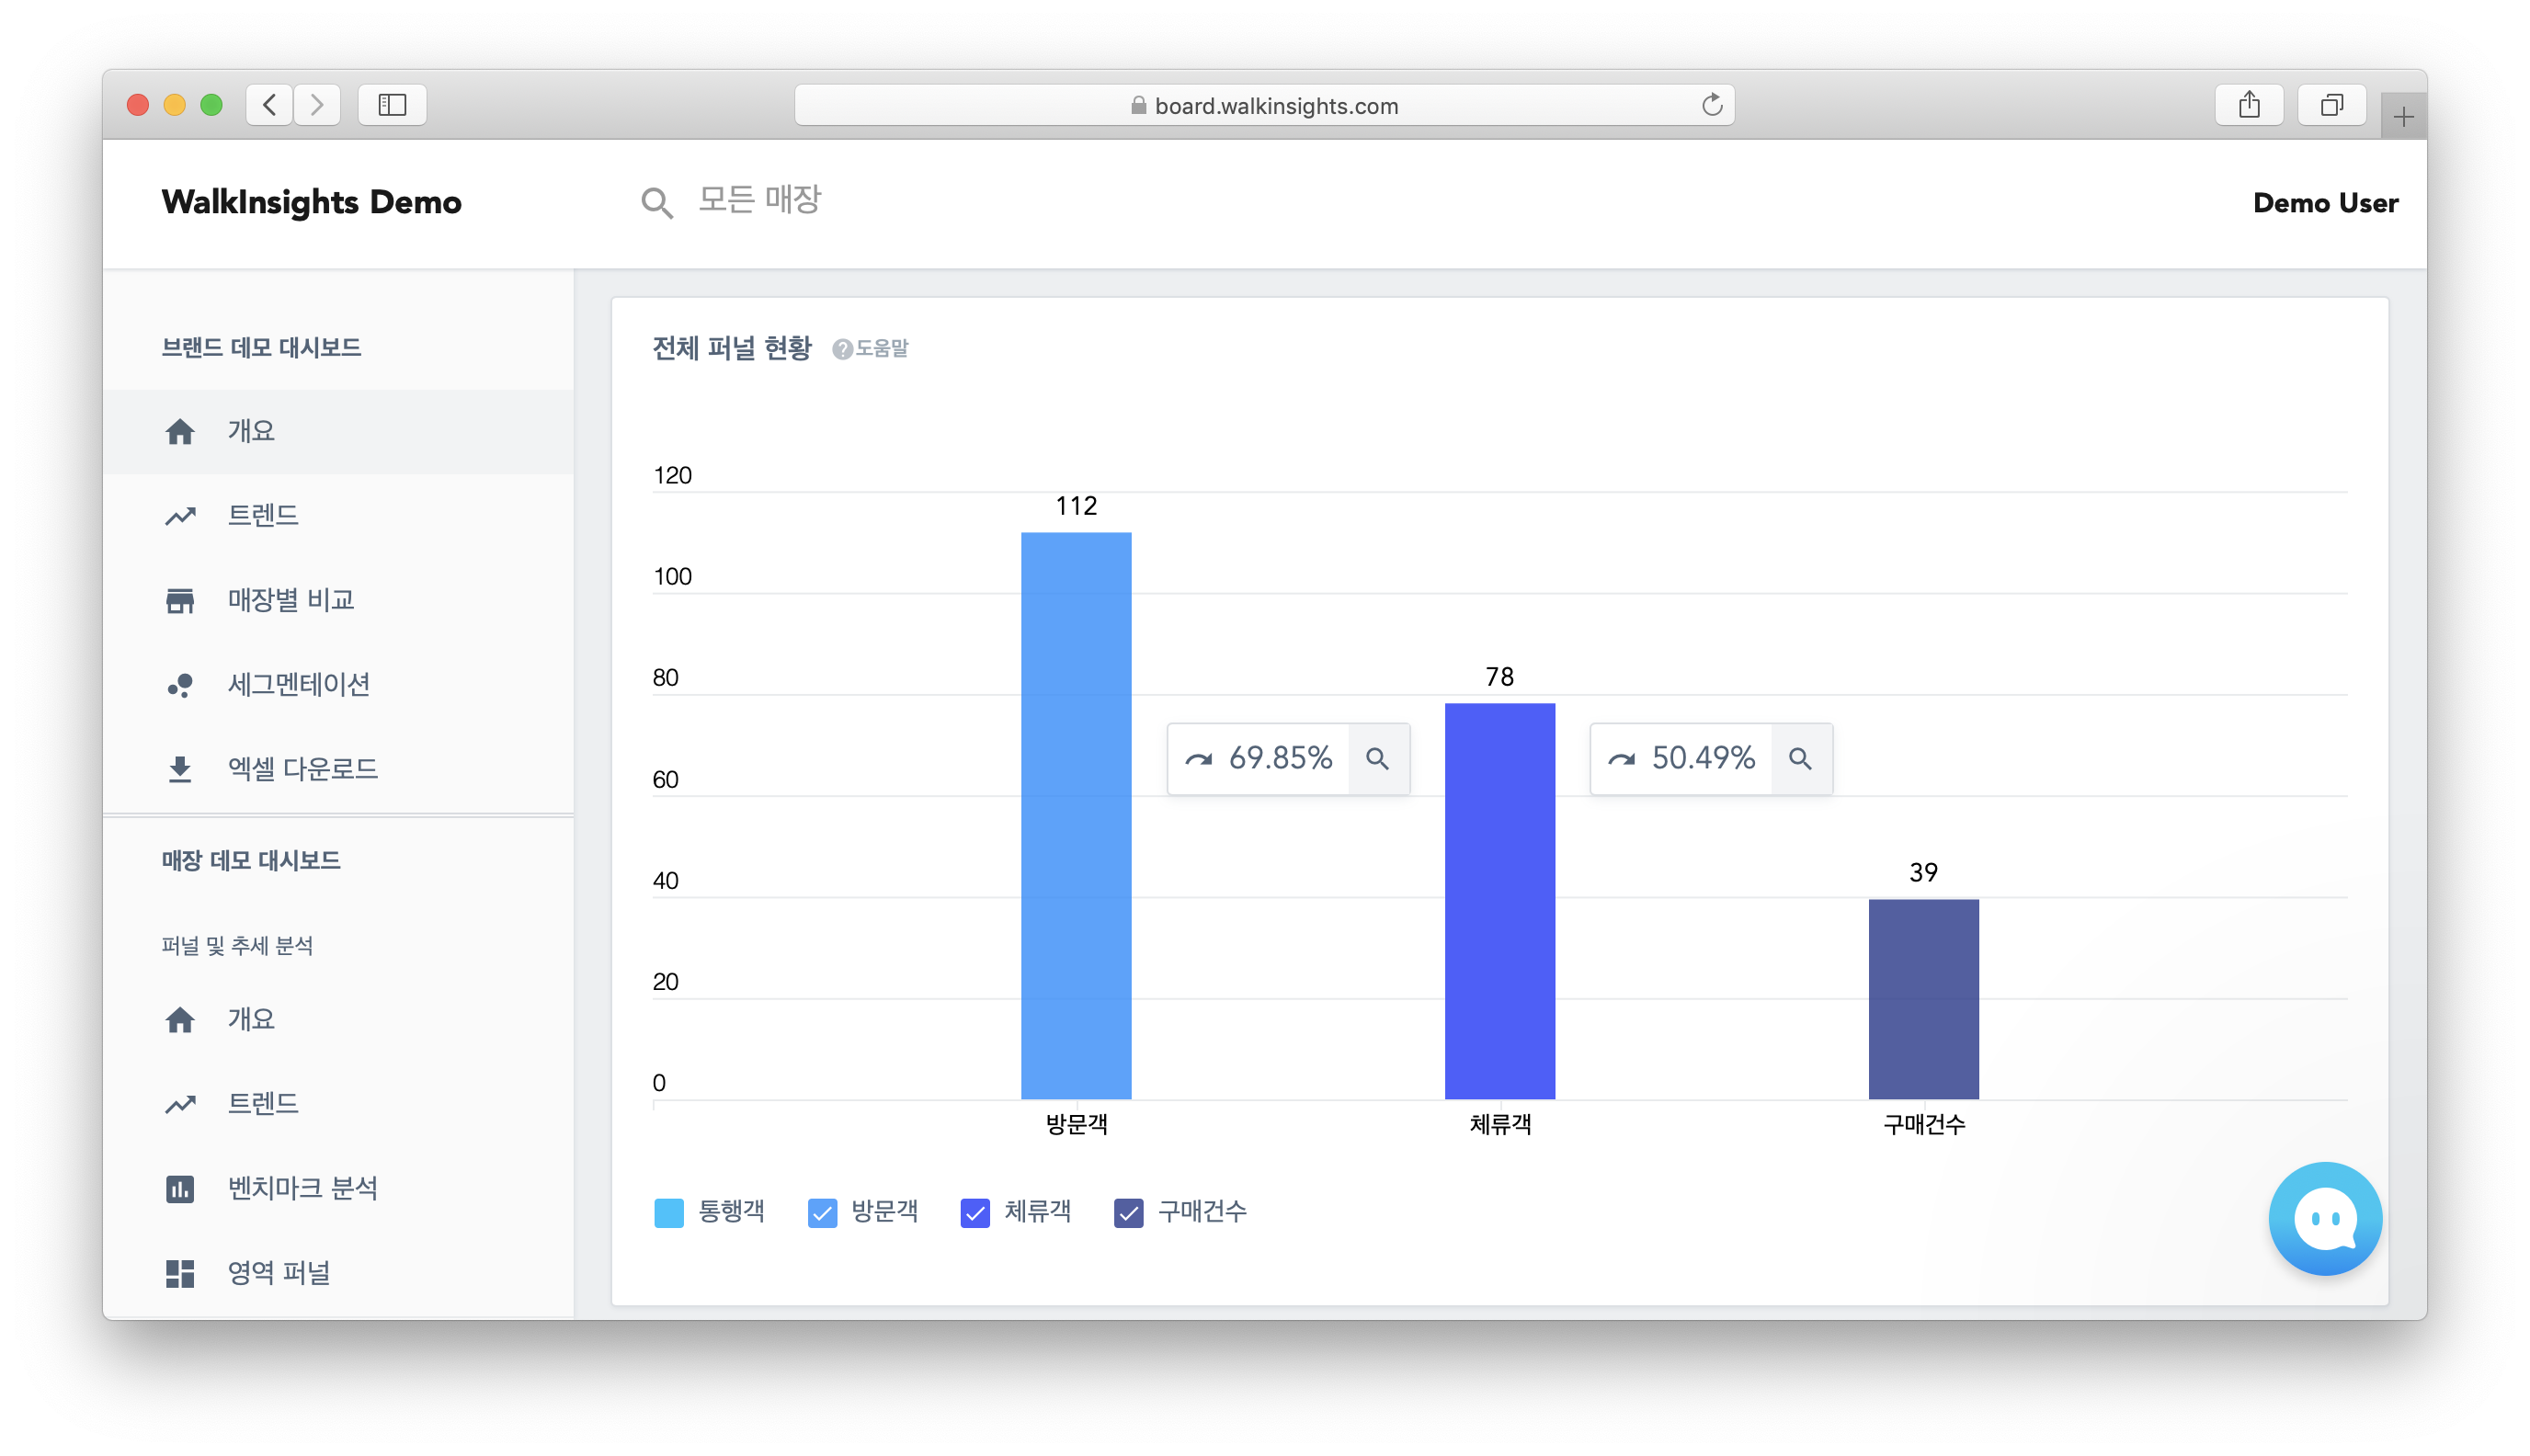 board.walkinsights.com
WalkInsights Demo
모든 매장
Demo User
브랜드 데모 대시보드
개요
트렌드
매장별 비교
세그멘테이션
엑셀 다운로드
매장 데모 대시보드
퍼널 및 추세 분석
개요
트렌드
벤치마크 분석
영역 퍼널
전체 퍼널 현황 ?도움말
120
100
80
60
40
20
0
112
78
39
69.85%
50.49%
방문객 체류객 구매건수
통행객 방문객 체류객 구매건수